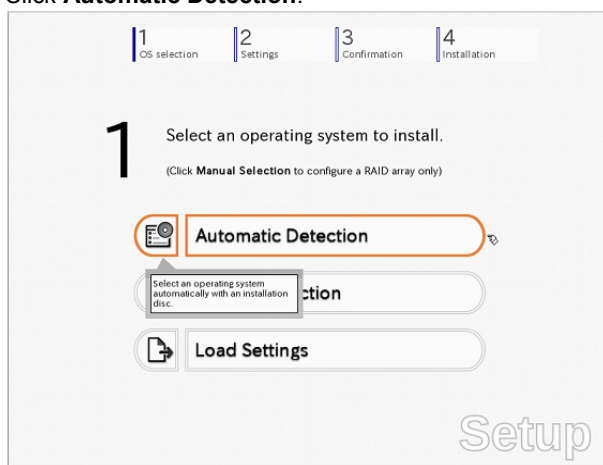 Click Automatic Detection.
1
OS selection
2
Settings
3
Confirmation
4
Installation
1
Select an operating system to install.
(Click Manual Selection to configure a RAID array only)
Automatic Detection
Select an operating system
automatically with an installation
disc.
ction
Load Settings
Setup